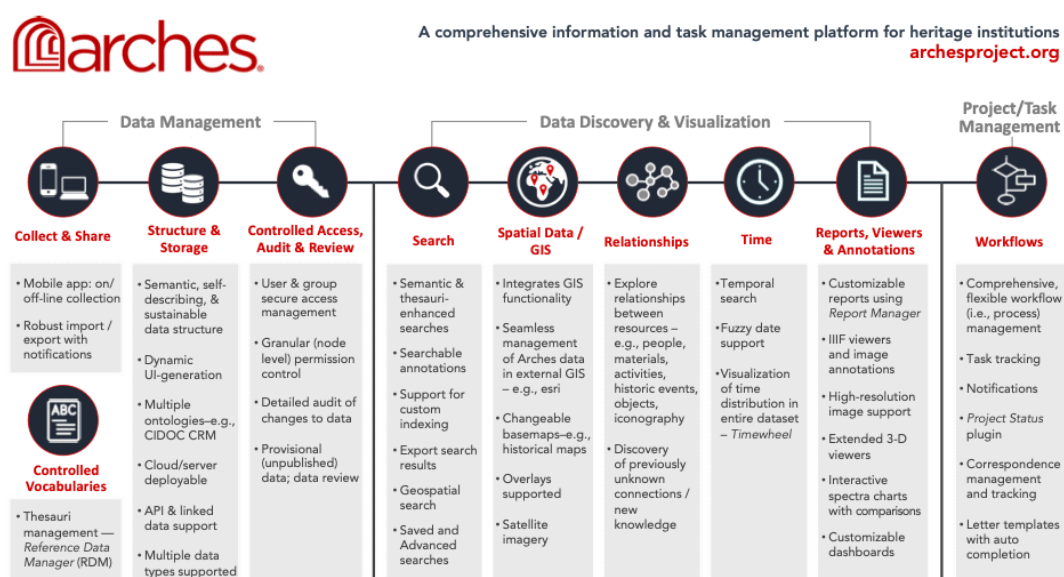 arches.
A comprehensive information and task management platform for heritage institutions
archesproject.org
Data Management
Data Discovery & Visualization
Project/Task
Management
Collect & Share
• Mobile app: on/
off-line collection
• Robust import /
export with
notifications
ABC
Controlled
Vocabularies
• Thesauri
management —
Reference Data
Manager (RDM)
Structure &
Storage
• Semantic, self-
describing, &
sustainable
data structure
• Dynamic
UI-generation
• Multiple
ontologies–e.g.,
CIDOC CRM
• Cloud/server
deployable
• API & linked
data support
• Multiple data
types supported
Controlled Access,
Audit & Review
• User & group
secure access
management
• Granular (node
level) permission
control
• Detailed audit of
changes to data
• Provisional
(unpublished)
data; data review
Search
• Semantic &
thesauri-
enhanced
searches
• Searchable
annotations
• Support for
custom
indexing
• Export search
results
• Geospatial
search
• Saved and
Advanced
searches
Spatial Data /
GIS
• Integrates GIS
functionality
• Seamless
management
of Arches data
in external GIS
– e.g., esri
• Changeable
basemaps–e.g.,
historical maps
• Overlays
supported
• Satellite
imagery
Relationships
• Explore
relationships
between
resources –
e.g., people,
materials,
activities,
historic events,
objects,
iconography
• Discovery
of previously
unknown
connections /
new
knowledge
Time
• Temporal
search
• Fuzzy date
support
• Visualization
of time
distribution in
entire dataset
– Timewheel
Reports, Viewers
& Annotations
• Customizable
reports using
Report Manager
• IIIF viewers
and image
annotations
• High-resolution
image support
• Extended 3-D
viewers
• Interactive
spectra charts
with comparisons
• Customizable
dashboards
Workflows
• Comprehensive,
flexible workflow
(i.e., process)
management
• Task tracking
• Notifications
• Project Status
plugin
• Correspondence
management
and tracking
• Letter templates
with auto
completion